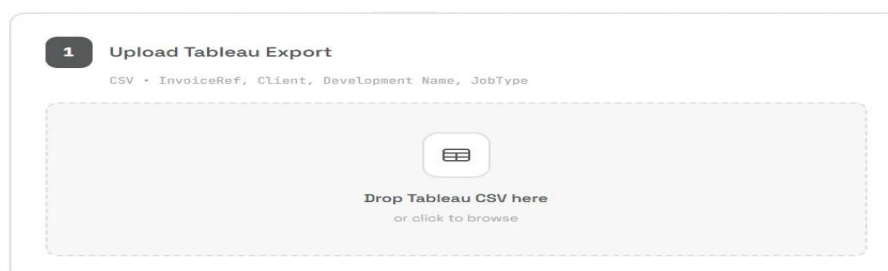 1
Upload Tableau Export
CSV • InvoiceRef, Client, Development Name, JobType
Drop Tableau CSV here
or click to browse